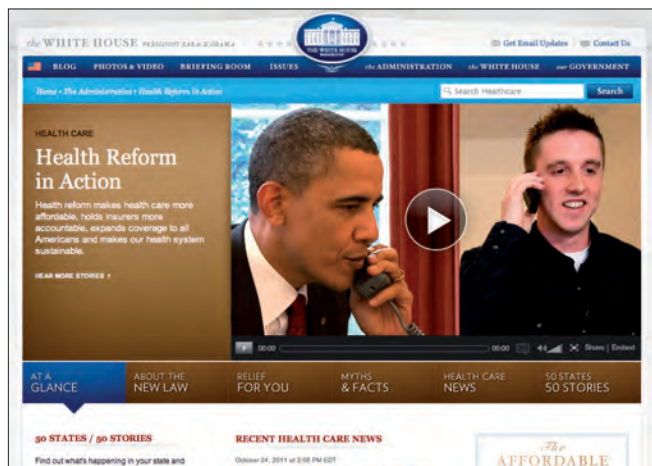 the WHITE HOUSE PRESIDENT BARACK OBAMA
THE WHITE HOUSE
WASHINGTON
Get Email Updates Contact Us
BLOG PHOTOS & VIDEO BRIEFING ROOM ISSUES the ADMINISTRATION the WHITE HOUSE our GOVERNMENT
Home • The Administration • Health Reform in Action
Search Healthcare Search
HEALTH CARE
Health Reform
in Action
Health reform makes health care more
affordable, holds insurers more
accountable, expands coverage to all
Americans and makes our health system
sustainable.
HEAR MORE STORIES
00:00 00:00 Share | Embed
AT A
GLANCE
ABOUT THE
NEW LAW
RELIEF
FOR YOU
MYTHS
& FACTS
HEALTH CARE
NEWS
50 STATES
50 STORIES
50 STATES / 50 STORIES
Find out what's happening in your state and
RECENT HEALTH CARE NEWS
October 24, 2011 at 2:08 PM EDT
The
AFFORDABLE